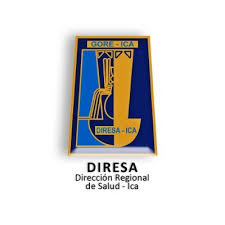 GORE - ICA
DIRESA - ICA
DIRESA
Dirección Regional
de Salud - Ica